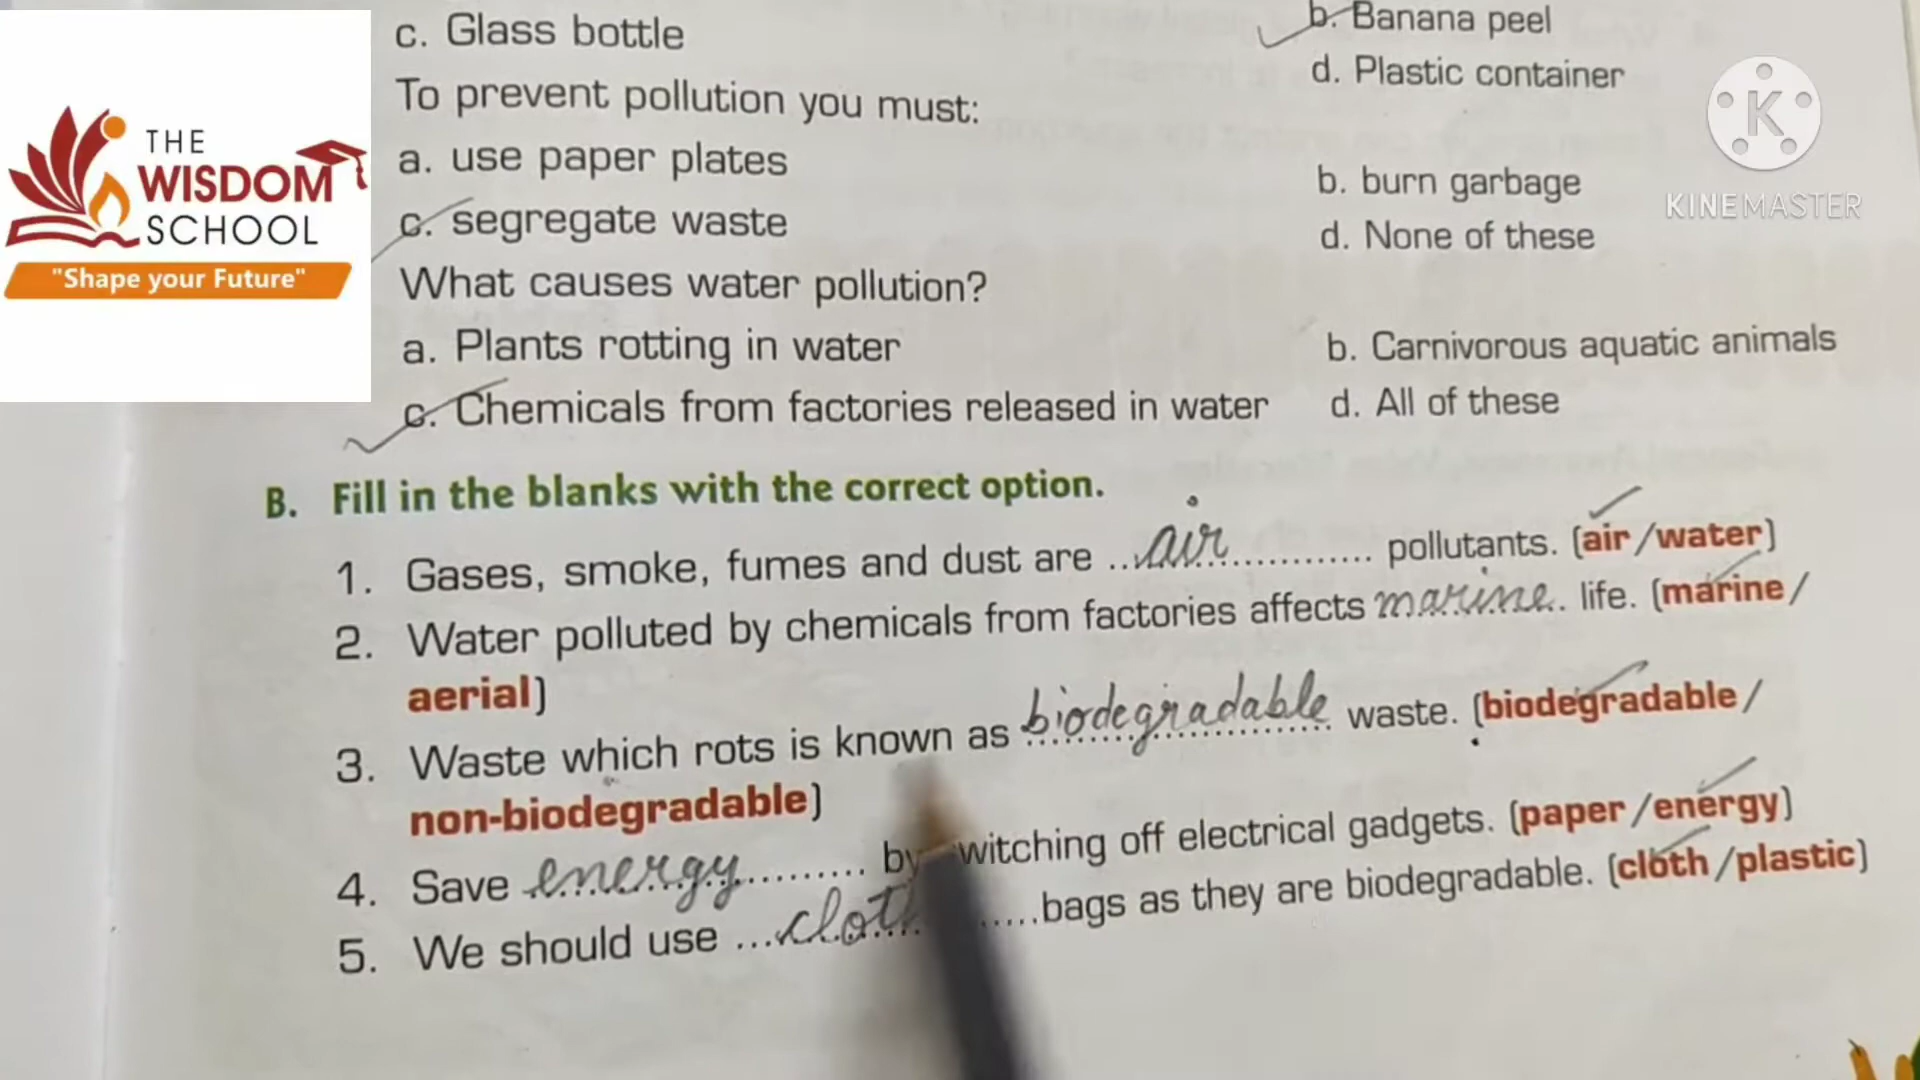 THE
WISDOM
SCHOOL
"Shape your Future"
KINEMASTER
c. Glass bottle b. Banana peel
d. Plastic container
To prevent pollution you must:
a. use paper plates b. burn garbage
c. segregate waste d. None of these
What causes water pollution?
a. Plants rotting in water b. Carnivorous aquatic animals
c. Chemicals from factories released in water d. All of these
B. Fill in the blanks with the correct option.
1. Gases, smoke, fumes and dust are ..air.............. pollutants. (air/water)
2. Water polluted by chemicals from factories affects marine.. life. (marine/
aerial)
3. Waste which rots is known as biodegradable waste. (biodegradable/
non-biodegradable)
4. Save energy.......... by witching off electrical gadgets. (paper/energy)
5. We should use ...clot .....bags as they are biodegradable. (cloth/plastic)